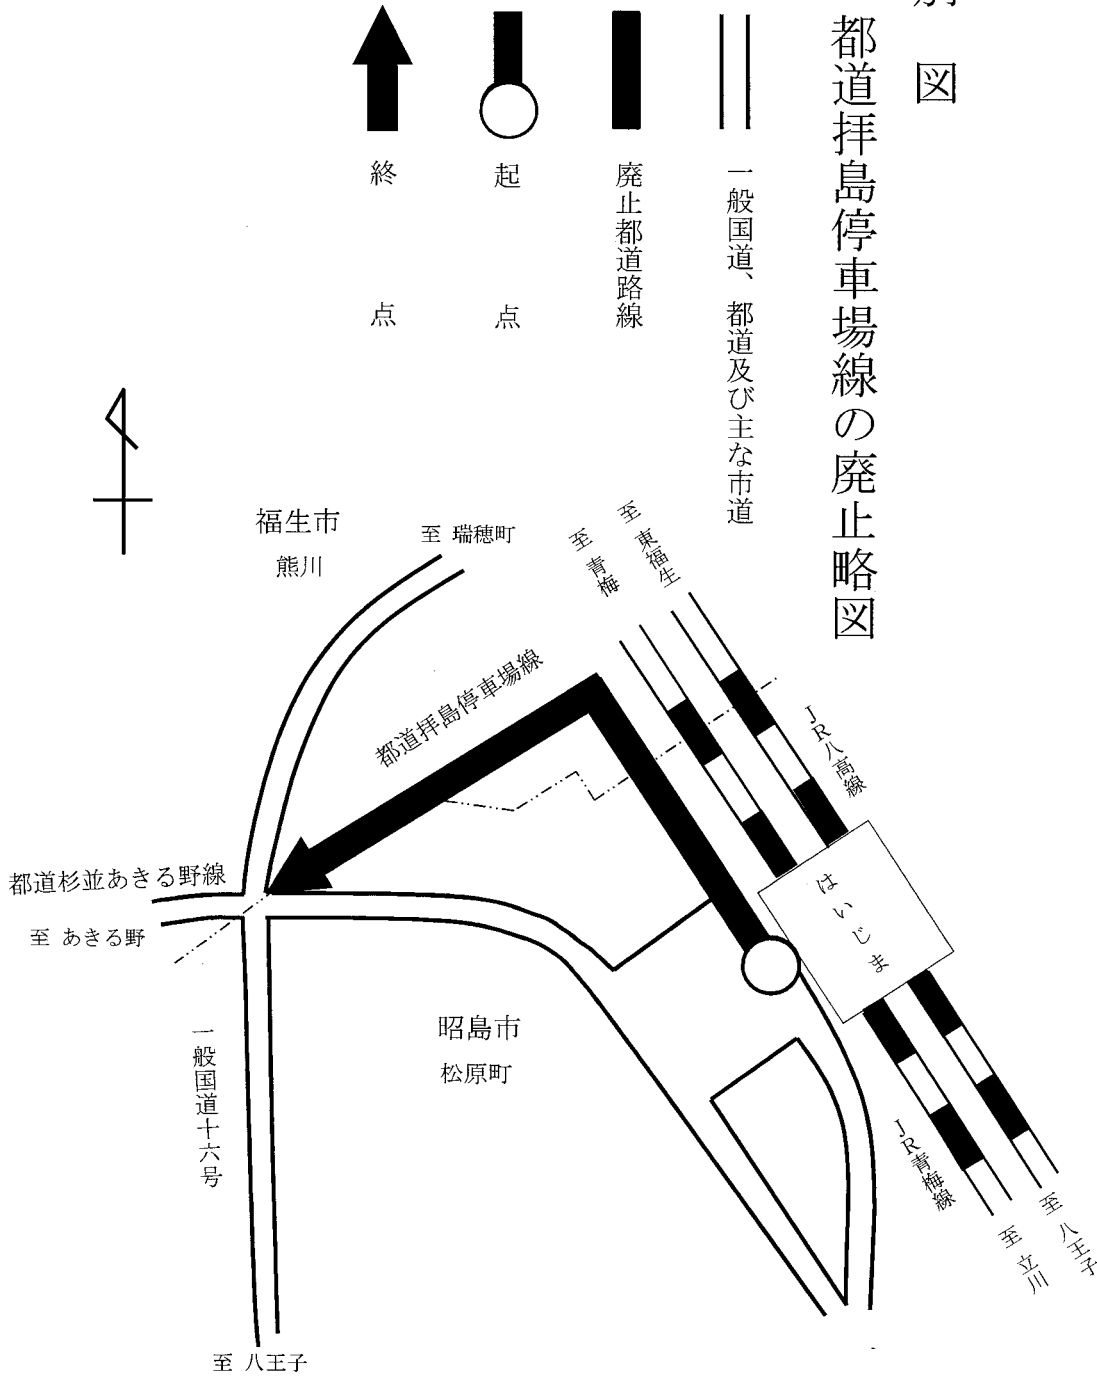 図
都道拝島停車場線の廃止略図
一般国道、都道及び主な市道
廃止都道路線
起点
終点
福生市
熊川
至 瑞穂町
至 青梅
至 東福生
都道拝島停車場線
JR八高線
はいじま
都道杉並あきる野線
至 あきる野
昭島市
松原町
一般国道十六号
JR青梅線
至 八王子
至 立川
至 八王子